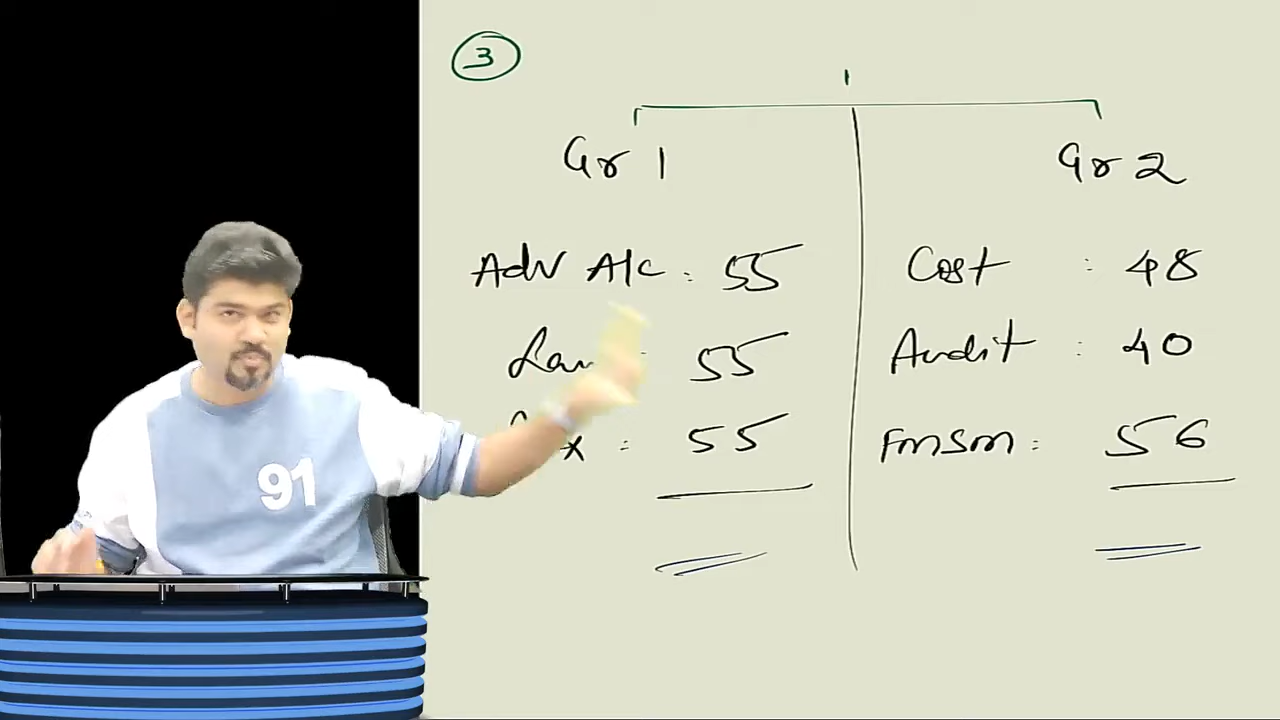 3
Gr 1
Gr 2
Adv A/c : 55
Cost : 48
55
Audit : 40
x : 55
FMSM : 56
91